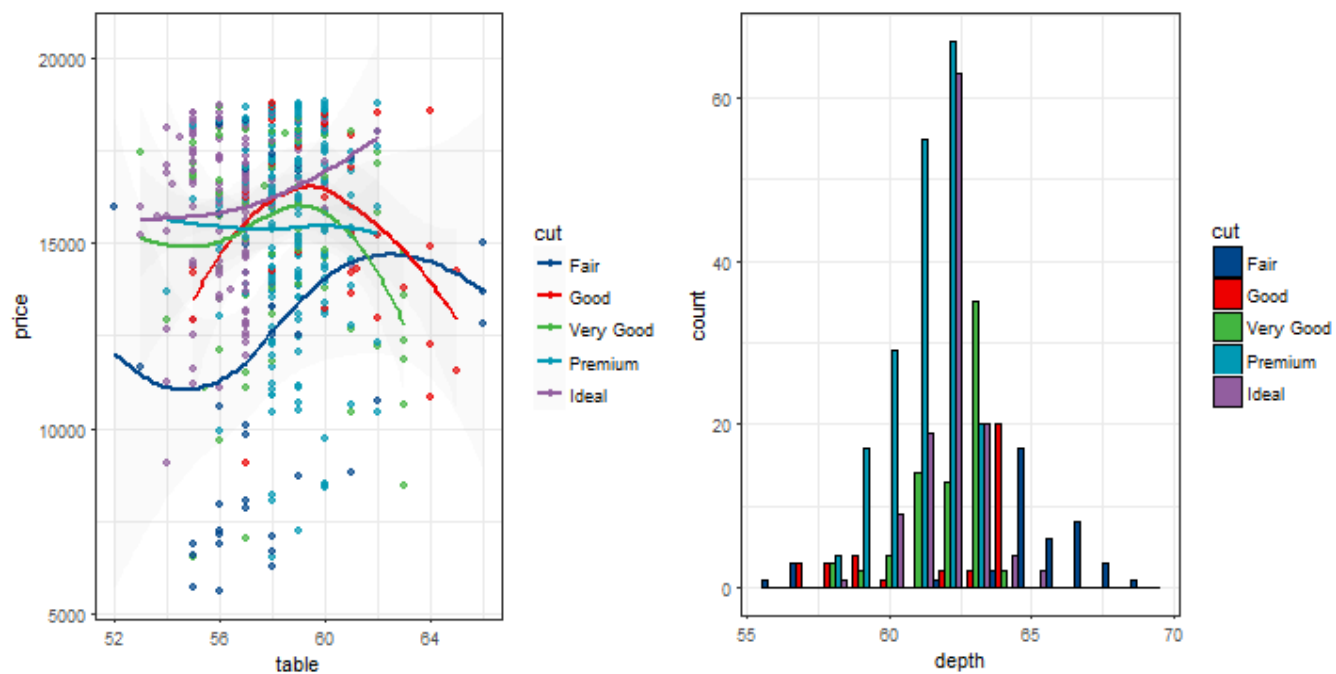 20000
15000
10000
5000
price
52
56
60
64
table
cut
Fair
Good
Very Good
Premium
Ideal
60
40
20
0
count
55
60
65
70
depth
cut
Fair
Good
Very Good
Premium
Ideal